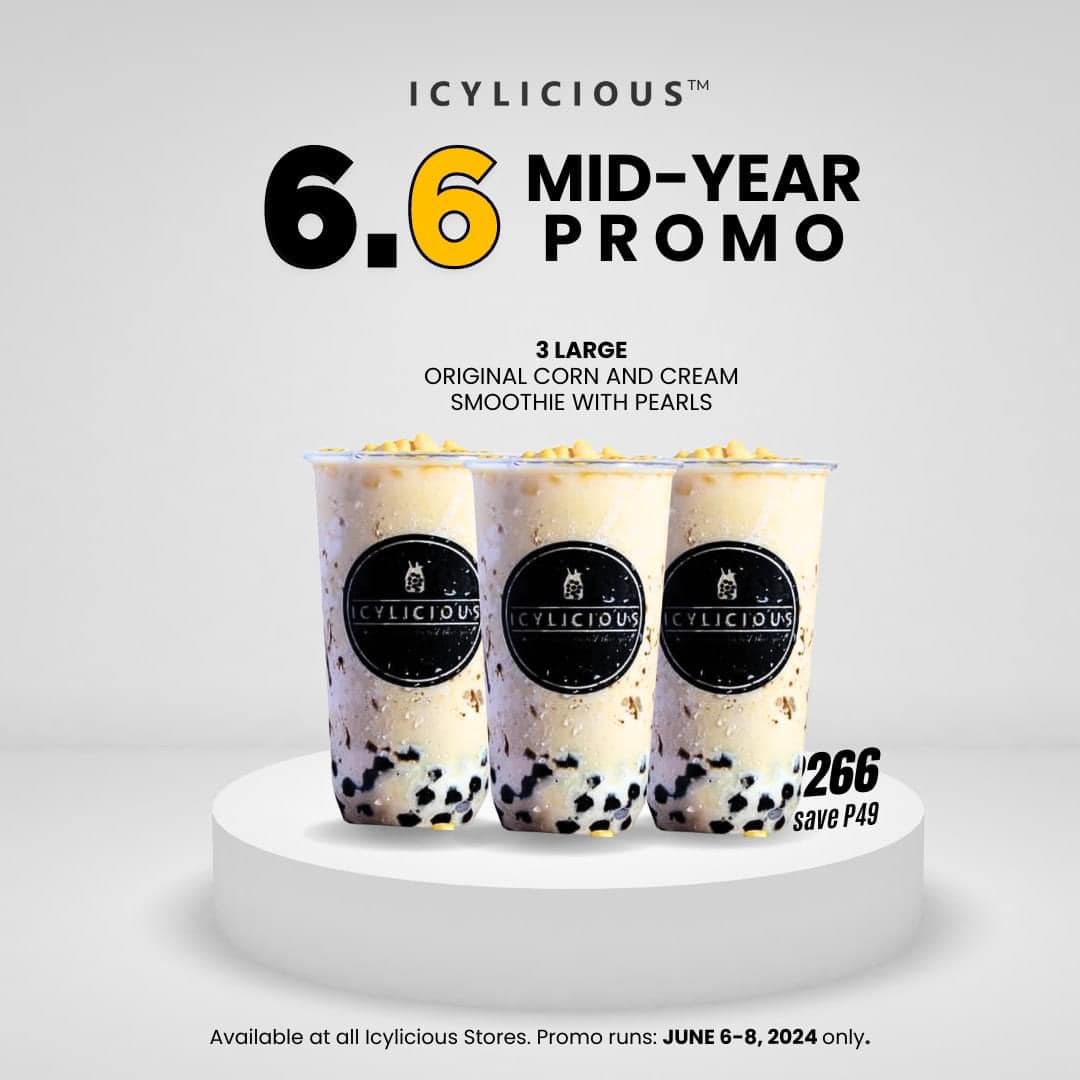 ICYLICIOUS™
6.6 MID-YEAR
PROMO
3 LARGE
ORIGINAL CORN AND CREAM
SMOOTHIE WITH PEARLS
ICYLICIOUS
ICYLICIOUS
ICYLICIOUS
266
save P49
Available at all Icylicious Stores. Promo runs: JUNE 6-8, 2024 only.